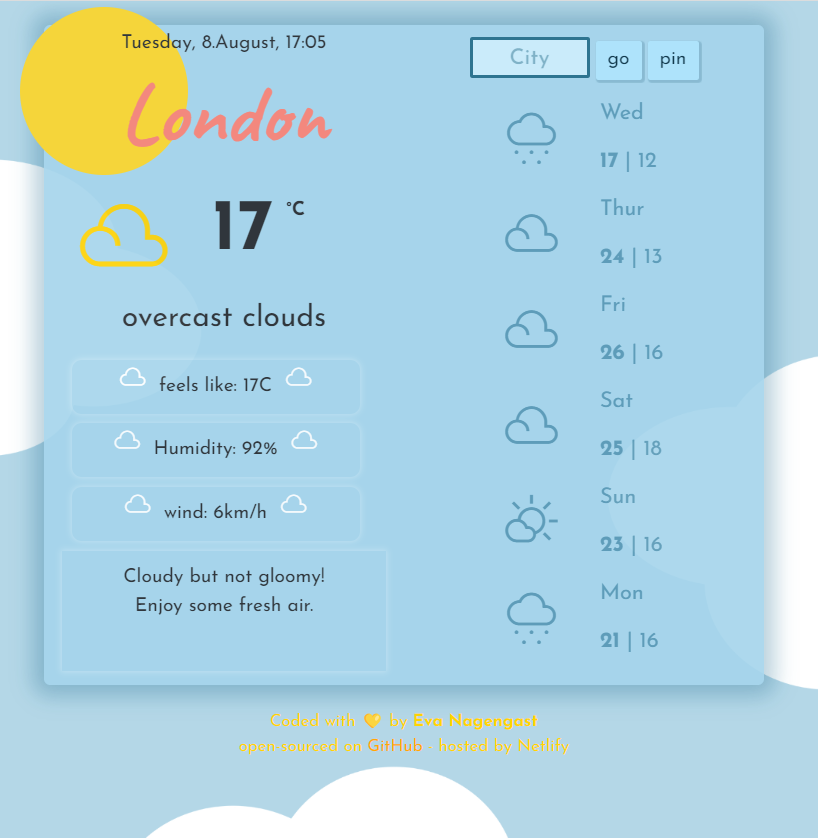 Tuesday, 8.August, 17:05
London
17 °C
overcast clouds
feels like: 17C
Humidity: 92%
wind: 6km/h
Cloudy but not gloomy!
Enjoy some fresh air.
City go pin
Wed
17 | 12
Thur
24 | 13
Fri
26 | 16
Sat
25 | 18
Sun
23 | 16
Mon
21 | 16
Coded with 💛 by Eva Nagengast
open sourced on GitHub · hosted by Netlify